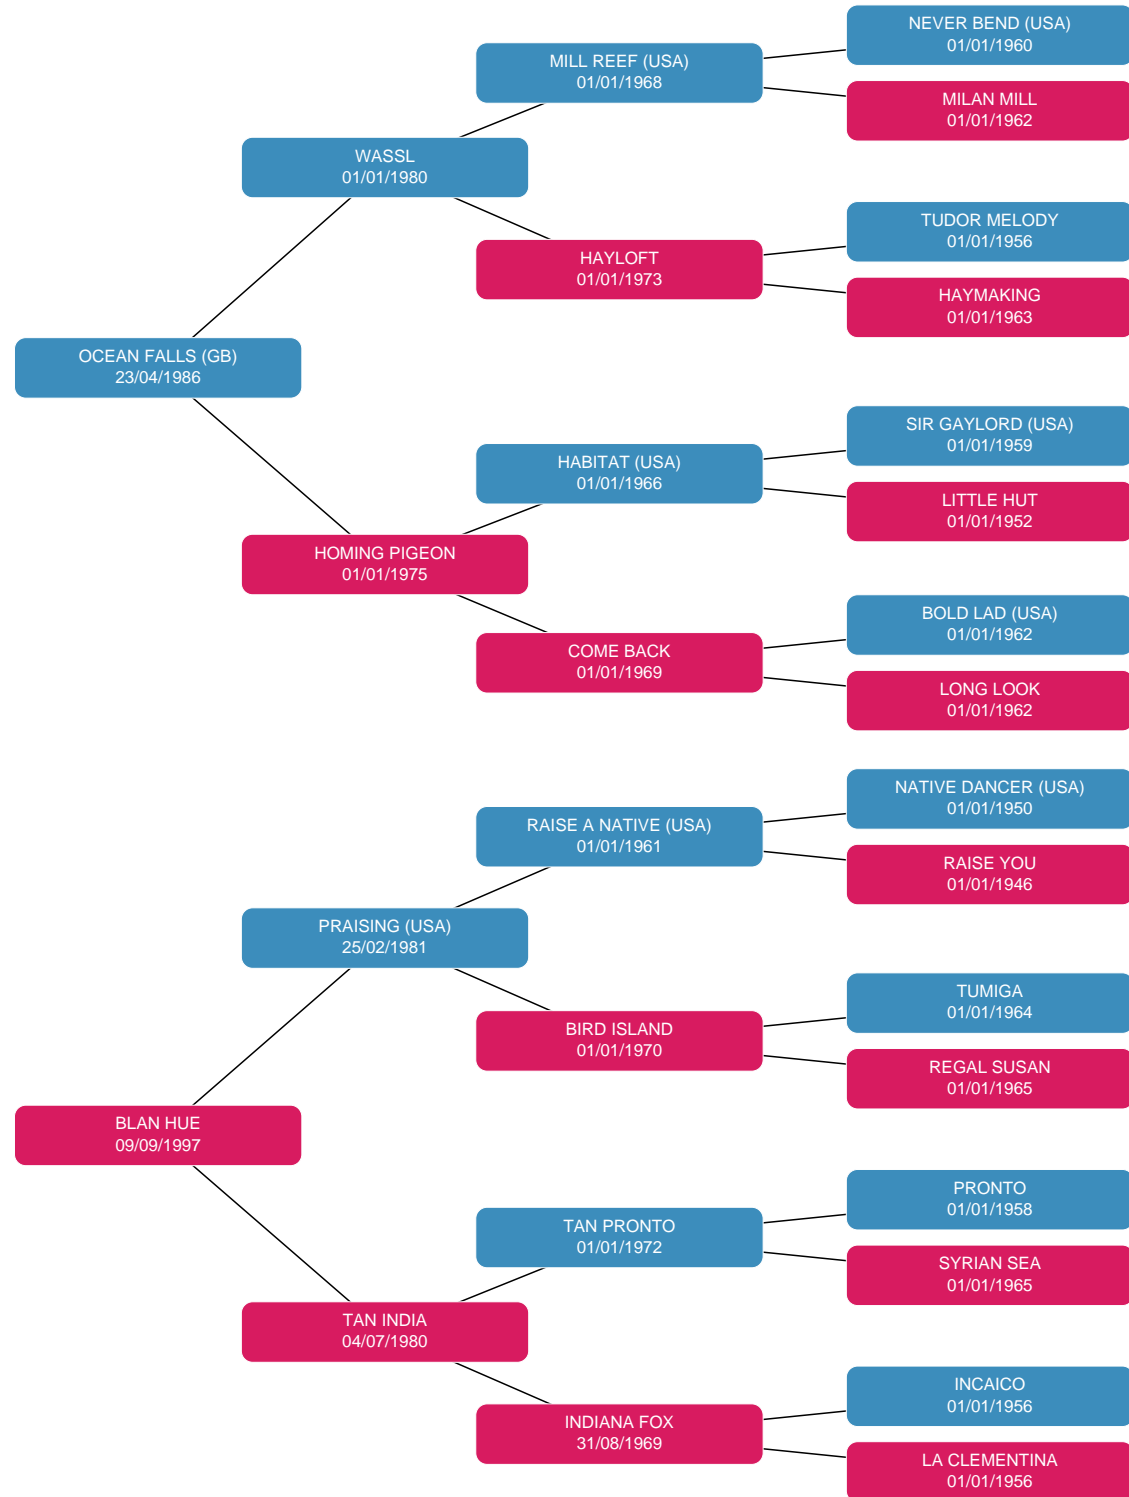 NEVER BEND (USA)
01/01/1960
MILL REEF (USA)
01/01/1968
MILAN MILL
01/01/1962
WASSL
01/01/1980
TUDOR MELODY
01/01/1956
HAYLOFT
01/01/1973
HAYMAKING
01/01/1963
OCEAN FALLS (GB)
23/04/1986
SIR GAYLORD (USA)
01/01/1959
HABITAT (USA)
01/01/1966
LITTLE HUT
01/01/1952
HOMING PIGEON
01/01/1975
BOLD LAD (USA)
01/01/1962
COME BACK
01/01/1969
LONG LOOK
01/01/1962
NATIVE DANCER (USA)
01/01/1950
RAISE A NATIVE (USA)
01/01/1961
RAISE YOU
01/01/1946
PRAISING (USA)
25/02/1981
TUMIGA
01/01/1964
BIRD ISLAND
01/01/1970
REGAL SUSAN
01/01/1965
BLAN HUE
09/09/1997
PRONTO
01/01/1958
TAN PRONTO
01/01/1972
SYRIAN SEA
01/01/1965
TAN INDIA
04/07/1980
INCAICO
01/01/1956
INDIANA FOX
31/08/1969
LA CLEMENTINA
01/01/1956